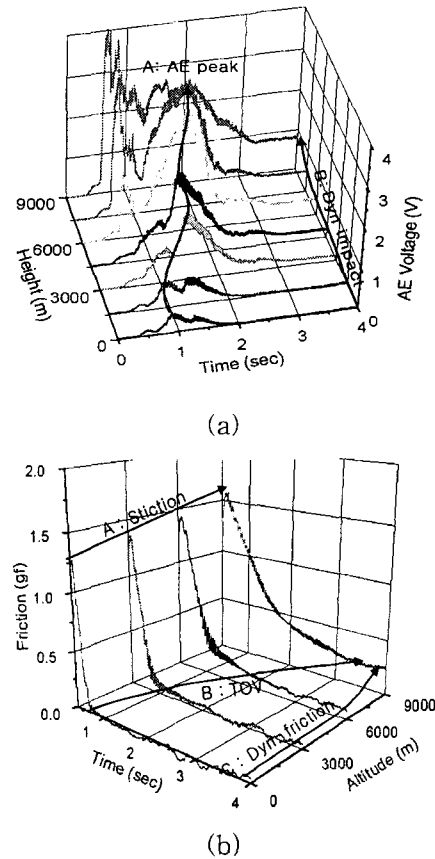 A: AE peak
B: Dyn impact
4
3
2
1
0
AE Voltage (V)
9000
6000
3000
0
Height (m)
0
1
2
3
4
Time (sec)
(a)
2.0
1.5
1.0
0.5
0.0
Friction (gf)
A : Stiction
B : TOV
C : Dym friction
1
2
3
4
Time (sec)
0
3000
6000
9000
Altitude (m)
(b)